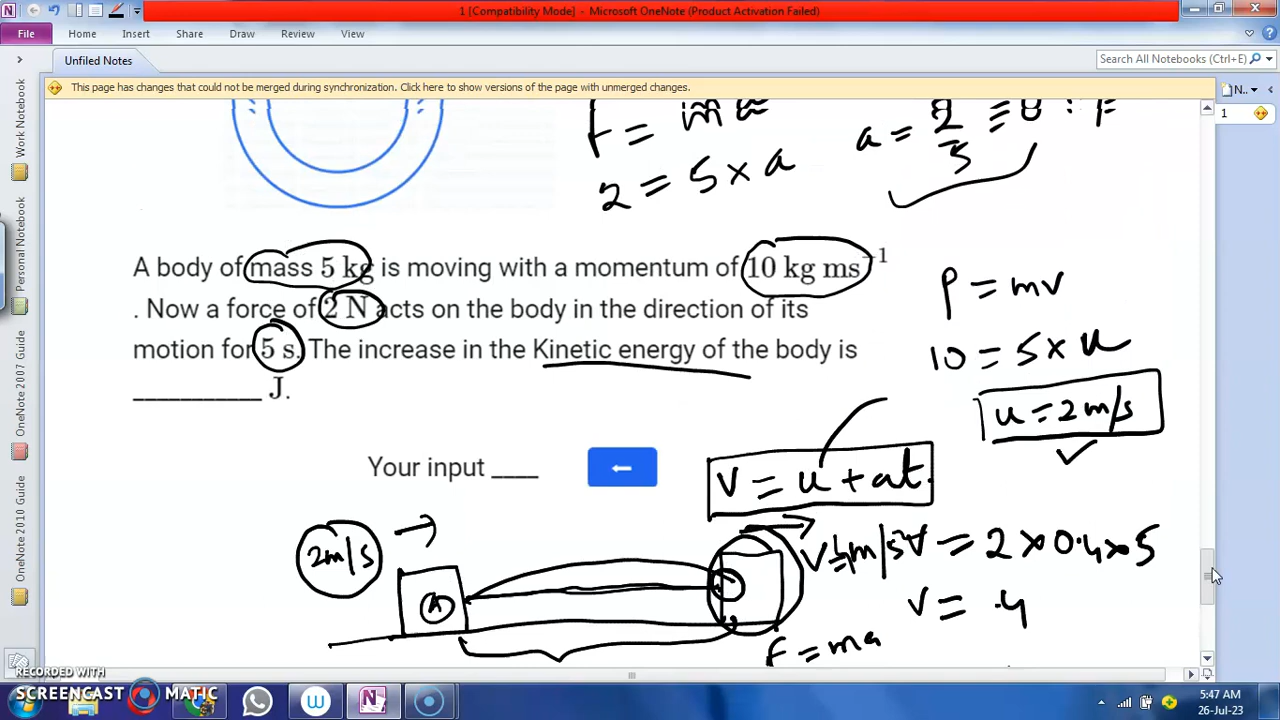 1 [Compatibility Mode] - Microsoft OneNote (Product Activation Failed)
File Home Insert Share Draw Review View
Unfiled Notes
Search All Notebooks (Ctrl+E)
This page has changes that could not be merged during synchronization. Click here to show versions of the page with unmerged changes.
N..
1
Work Notebook
Personal Notebook
OneNote 2007 Guide
OneNote 2010 Guide
F = ma
2 = 5 × a
a = 2/5
A body of mass 5 kg is moving with a momentum of 10 kg ms⁻¹
. Now a force of 2 N acts on the body in the direction of its
motion for 5 s. The increase in the Kinetic energy of the body is
___________ J.
P = mv
10 = 5 × u
u = 2 m/s
Your input ____
V = u + at
2m/s
A
V = 2 × 0.4 × 5
v = .4
F = ma
RECORDED WITH
SCREENCAST MATIC
W
5:47 AM
26-Jul-23